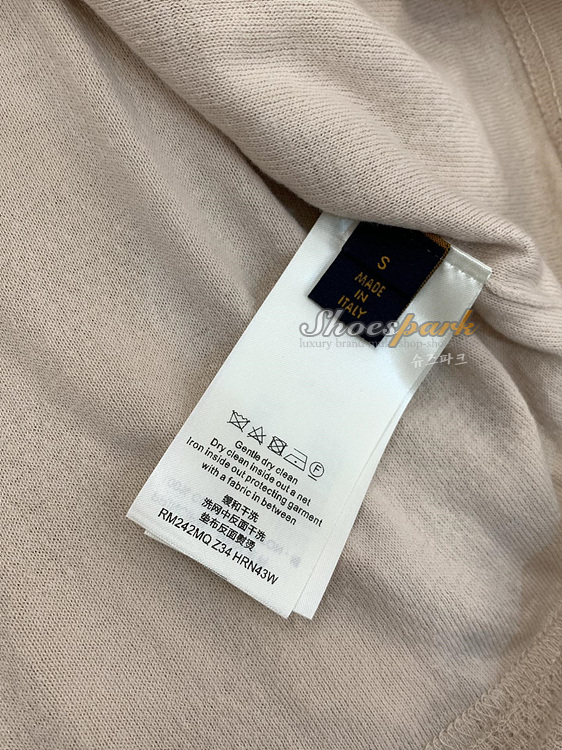 S
MADE
IN
ITALY
Shoespark
슈즈파크
Gentle dry clean
Dry clean inside out a net
Iron inside out protecting garment
with a fabric in between
缓和干洗
洗网中反面干洗
垫布反面熨烫
RM242MQ Z34 HRN43W